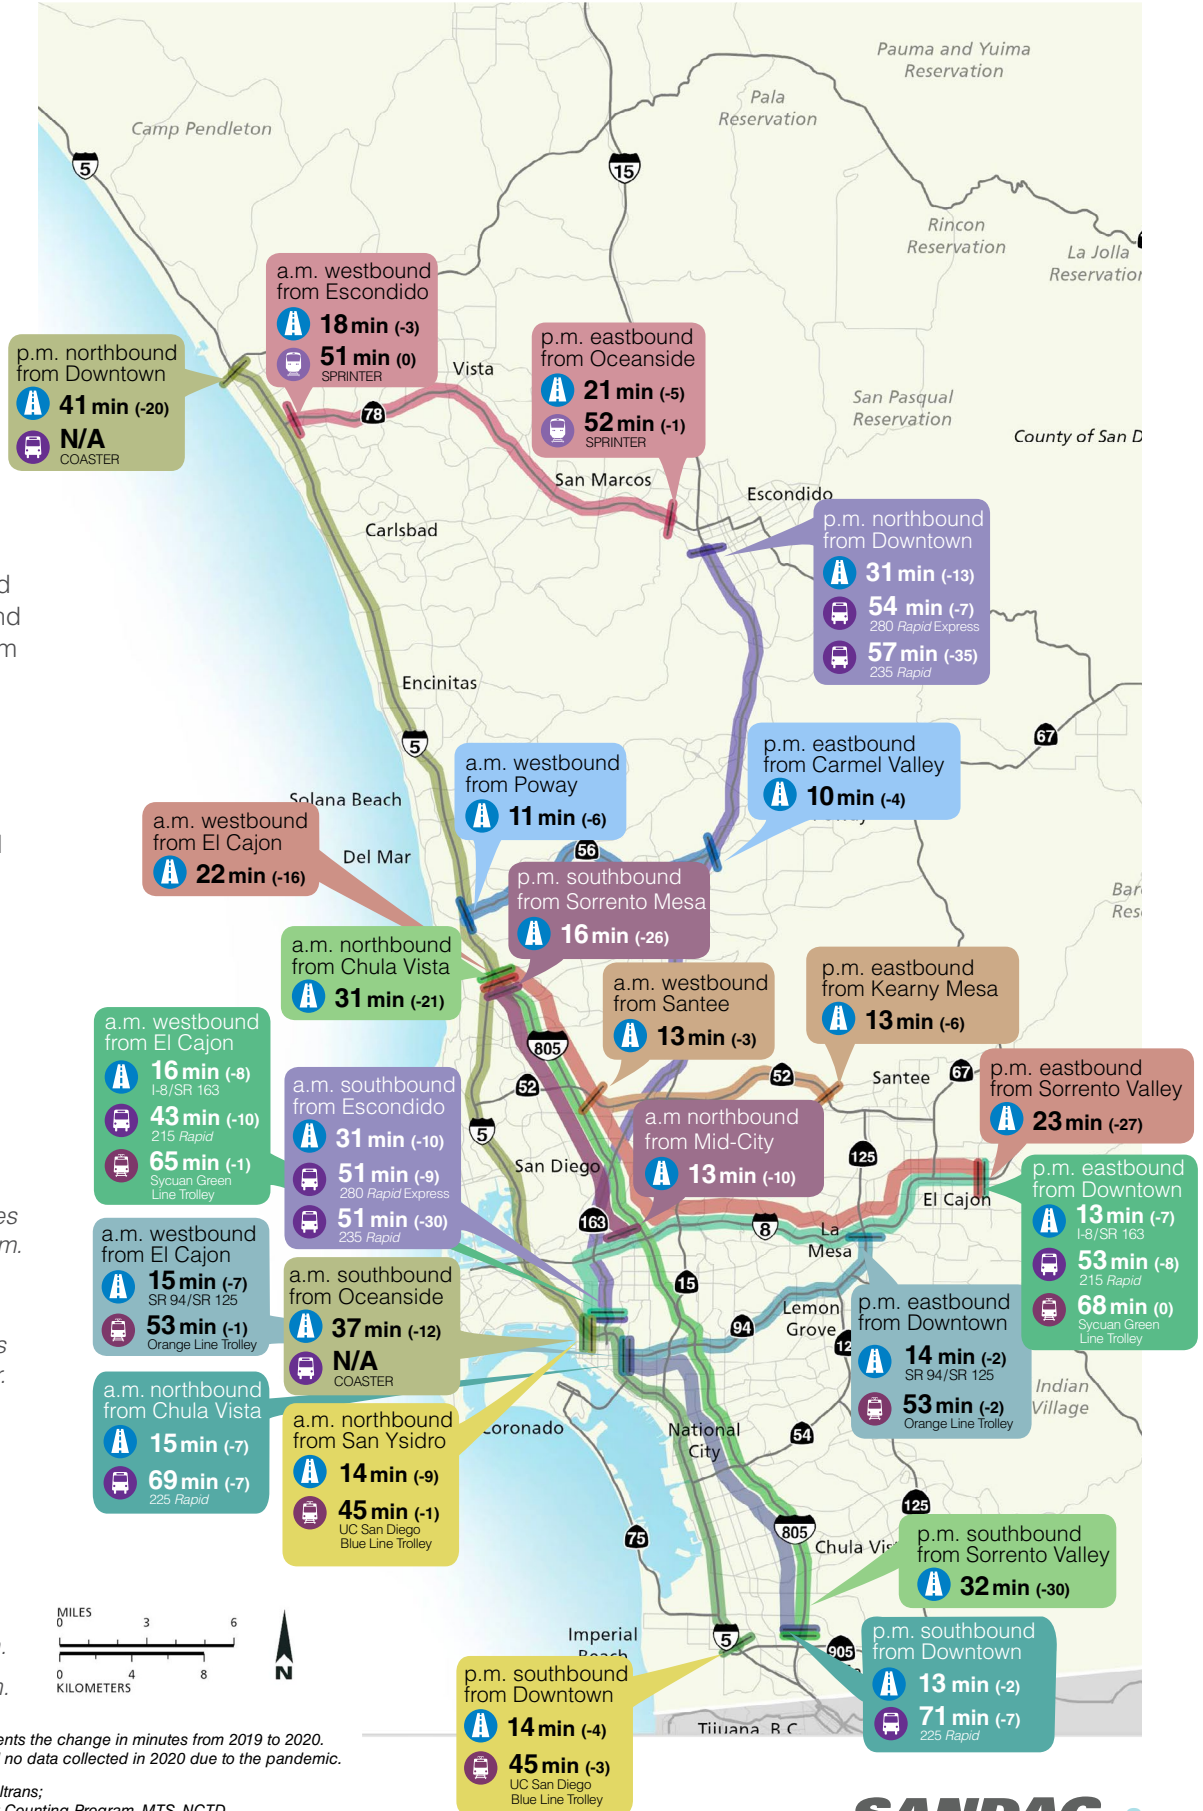 Pauma and Yuima
Reservation
Pala
Reservation
Camp Pendleton
5
15
Rincon
Reservation
La Jolla
Reservation
a.m. westbound
from Escondido
18 min (-3)
51 min (0)
SPRINTER
p.m. northbound
from Downtown
41 min (-20)
N/A
COASTER
p.m. eastbound
from Oceanside
21 min (-5)
52 min (-1)
SPRINTER
Vista
78
San Pasqual
Reservation
County of San D
San Marcos
Escondido
Carlsbad
p.m. northbound
from Downtown
31 min (-13)
54 min (-7)
280 Rapid Express
57 min (-35)
235 Rapid
Encinitas
5
67
a.m. westbound
from Poway
11 min (-6)
p.m. eastbound
from Carmel Valley
10 min (-4)
Solana Beach
a.m. westbound
from El Cajon
22 min (-16)
Del Mar
56
p.m. southbound
from Sorrento Mesa
16 min (-26)
Bar
Res
a.m. northbound
from Chula Vista
31 min (-21)
a.m. westbound
from Santee
13 min (-3)
p.m. eastbound
from Kearny Mesa
13 min (-6)
a.m. westbound
from El Cajon
16 min (-8)
I-8/SR 163
43 min (-10)
215 Rapid
65 min (-1)
Sycuan Green
Line Trolley
805
52
52
Santee
67
p.m. eastbound
from Sorrento Valley
23 min (-27)
a.m. southbound
from Escondido
31 min (-10)
51 min (-9)
280 Rapid Express
51 min (-30)
235 Rapid
5
a.m northbound
from Mid-City
13 min (-10)
San Diego
125
El Cajon
p.m. eastbound
from Downtown
13 min (-7)
I-8/SR 163
53 min (-8)
215 Rapid
68 min (0)
Sycuan Green
Line Trolley
163
8
La
Mesa
a.m. westbound
from El Cajon
15 min (-7)
SR 94/SR 125
53 min (-1)
Orange Line Trolley
a.m. southbound
from Oceanside
37 min (-12)
N/A
COASTER
15
Lemon
Grove
94
12
p.m. eastbound
from Downtown
14 min (-2)
SR 94/SR 125
53 min (-2)
Orange Line Trolley
Indian
Village
a.m. northbound
from Chula Vista
15 min (-7)
69 min (-7)
225 Rapid
a.m. northbound
from San Ysidro
14 min (-9)
45 min (-1)
UC San Diego
Blue Line Trolley
oronado
National
City
54
125
75
805
Chula Vis
p.m. southbound
from Sorrento Valley
32 min (-30)
MILES
0 3 6
0 4 8
KILOMETERS
N
Imperial
Beach
5
905
p.m. southbound
from Downtown
13 min (-2)
71 min (-7)
225 Rapid
p.m. southbound
from Downtown
14 min (-4)
45 min (-3)
UC San Diego
Blue Line Trolley
Tijuana, B.C.
ents the change in minutes from 2019 to 2020.
no data collected in 2020 due to the pandemic.
ltrans;
Counting Program, MTS, NCTD
SANDAG